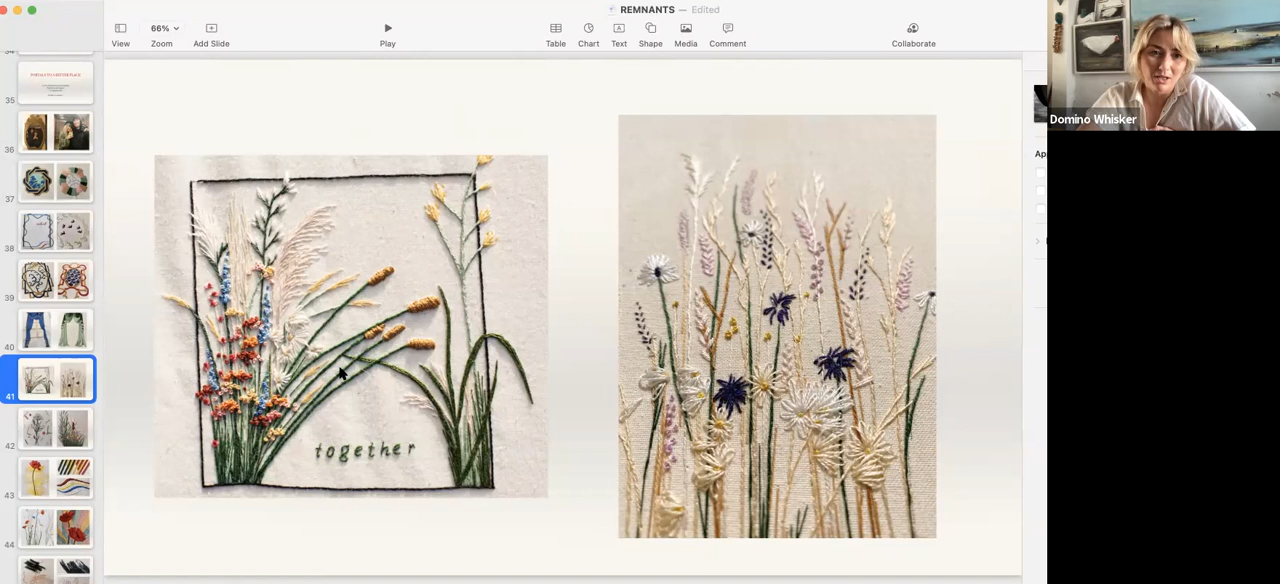 REMNANTS — Edited
66%
View
Zoom
Add Slide
Play
Table
Chart
Text
Shape
Media
Comment
Collaborate
Domino Whisker
35
36
37
38
39
40
41
42
43
44
together